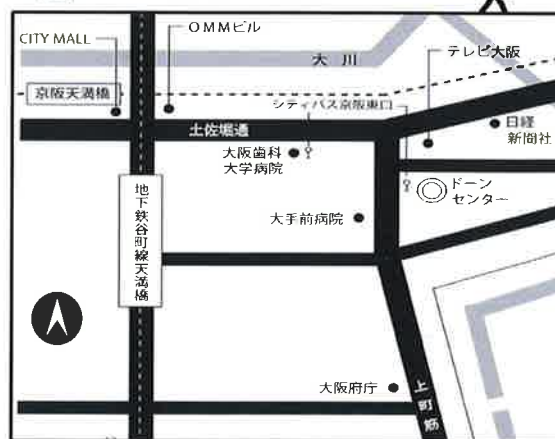 CITY MALL
OMMビル
大川
テレビ大阪
京阪天満橋
シティバス京阪東口
土佐堀通
日経
新聞社
大阪歯科
大学病院
ドーン
センター
地下鉄谷町線天満橋
大手前病院
大阪府庁
上町筋